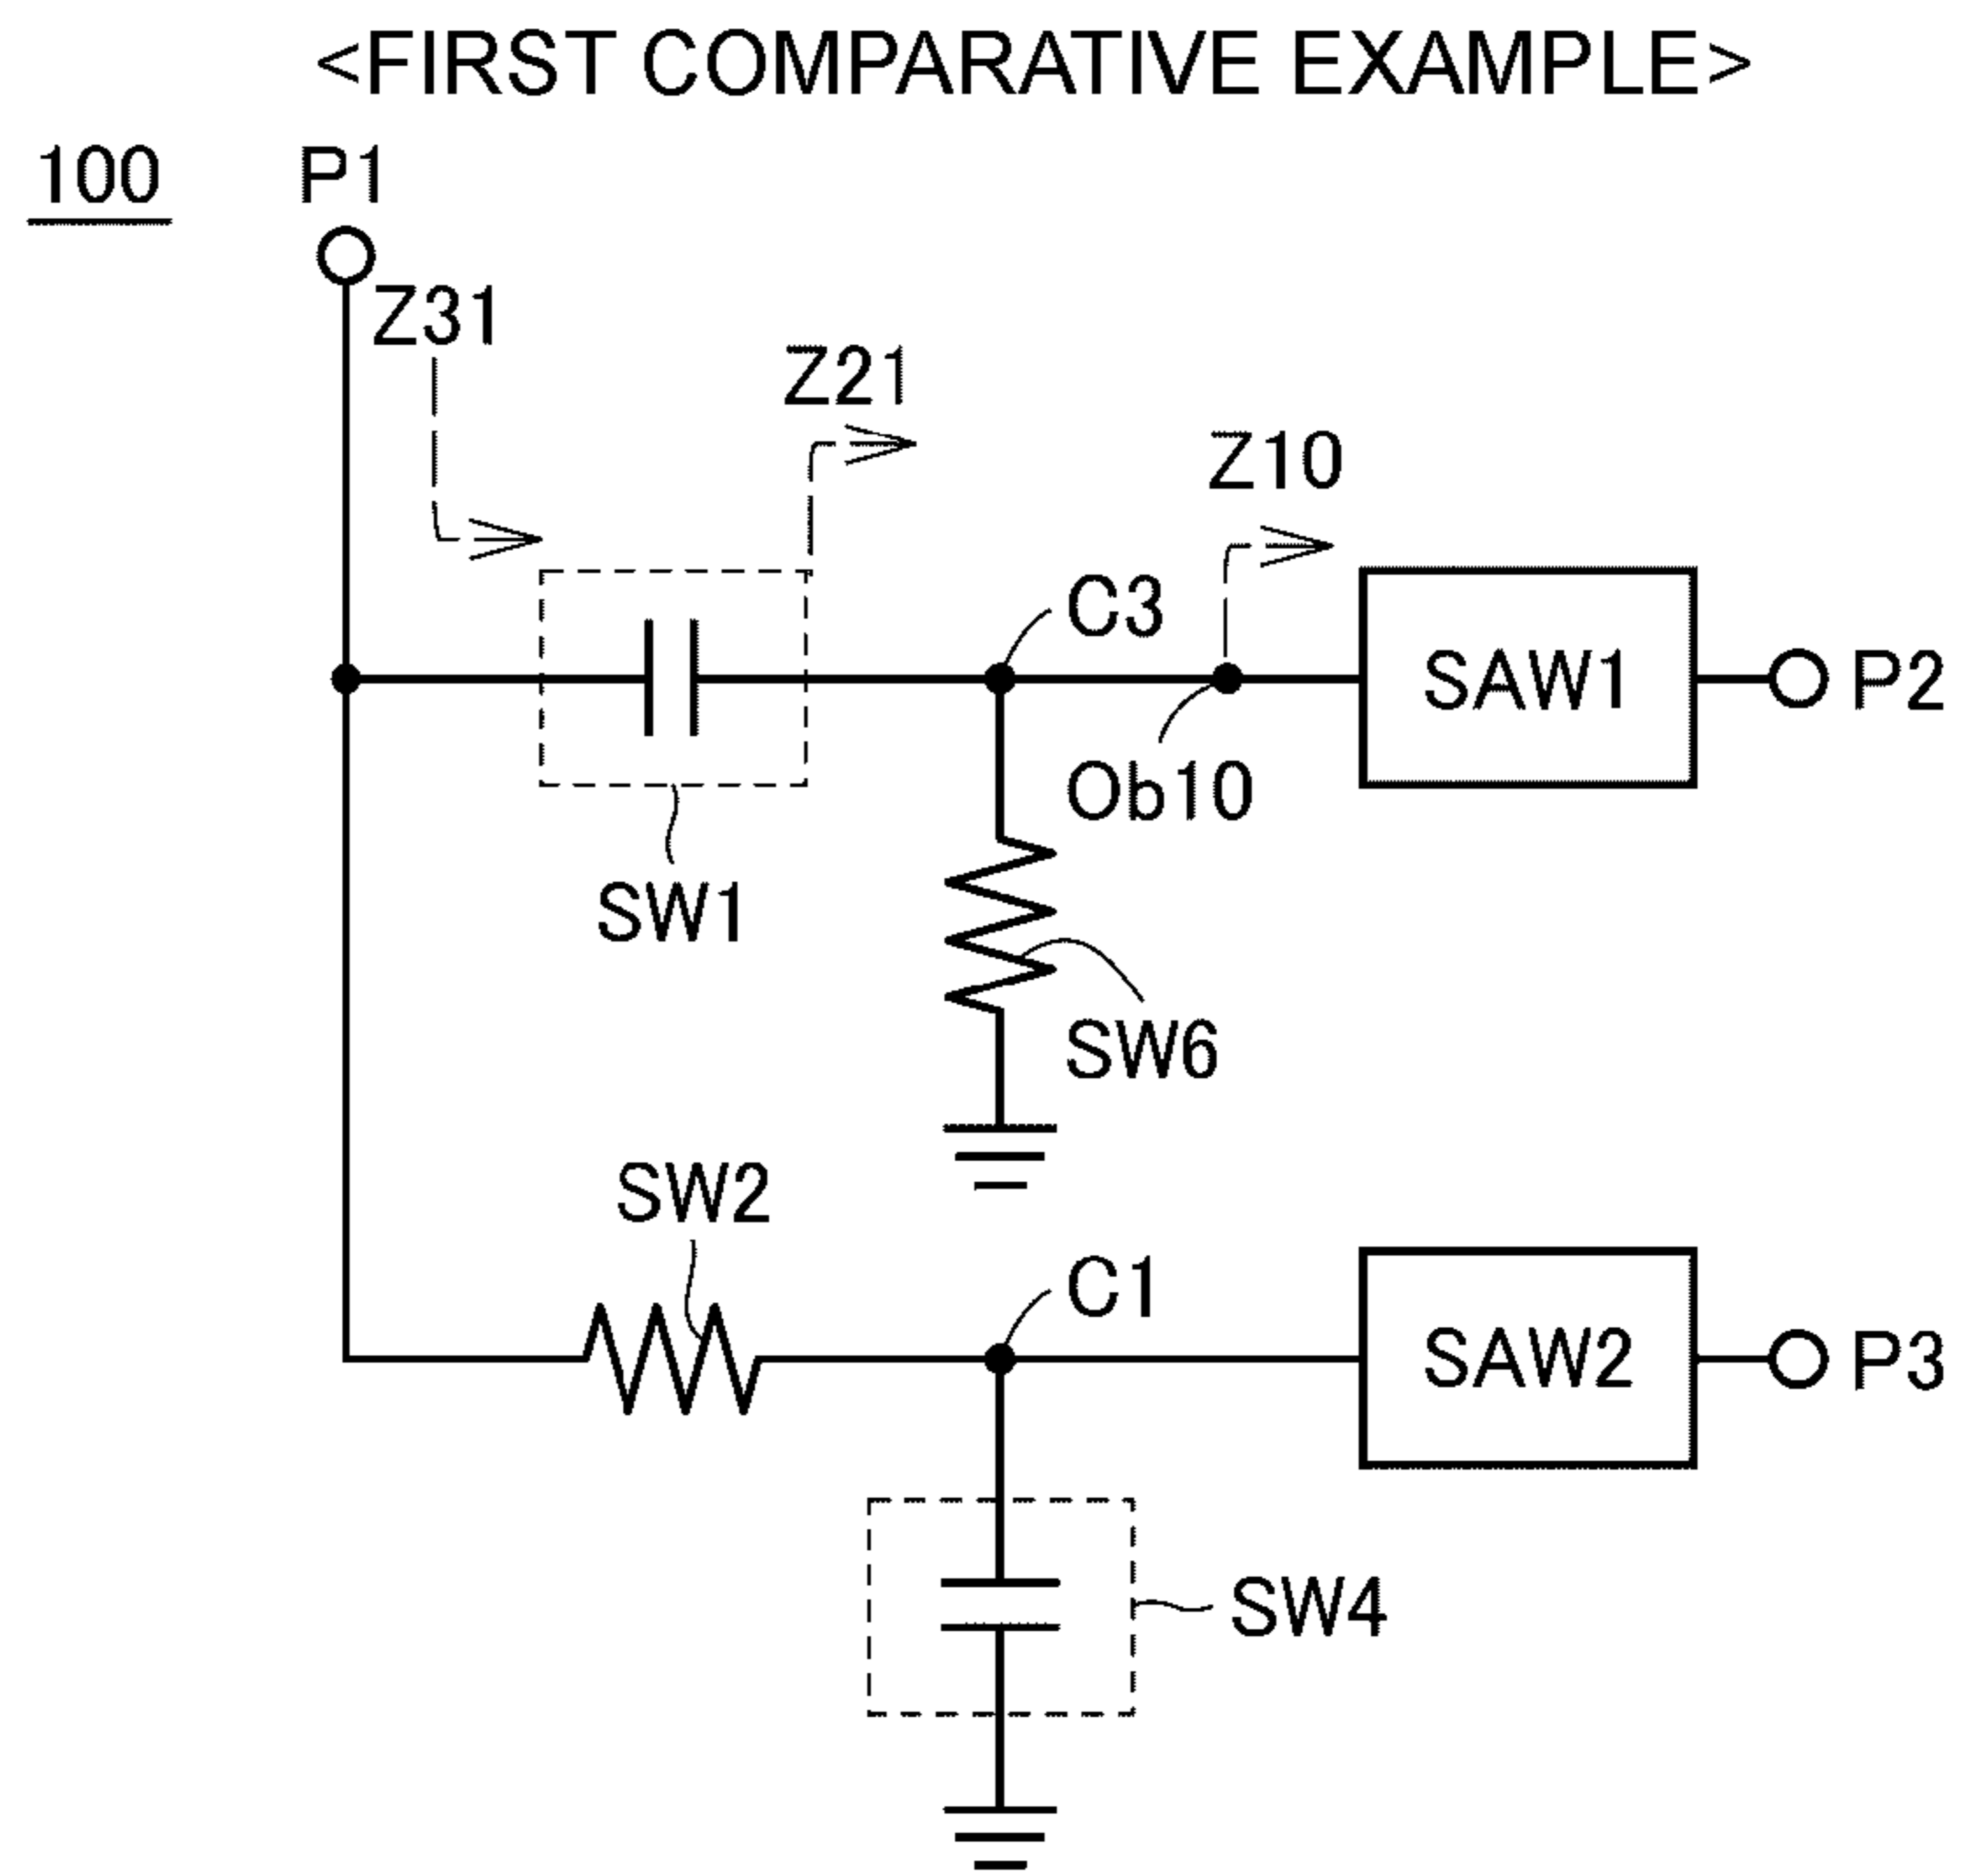 <FIRST COMPARATIVE EXAMPLE>
100
P1
Z31
Z21
Z10
C3
SAW1
P2
Ob10
SW1
SW6
SW2
C1
SAW2
P3
SW4